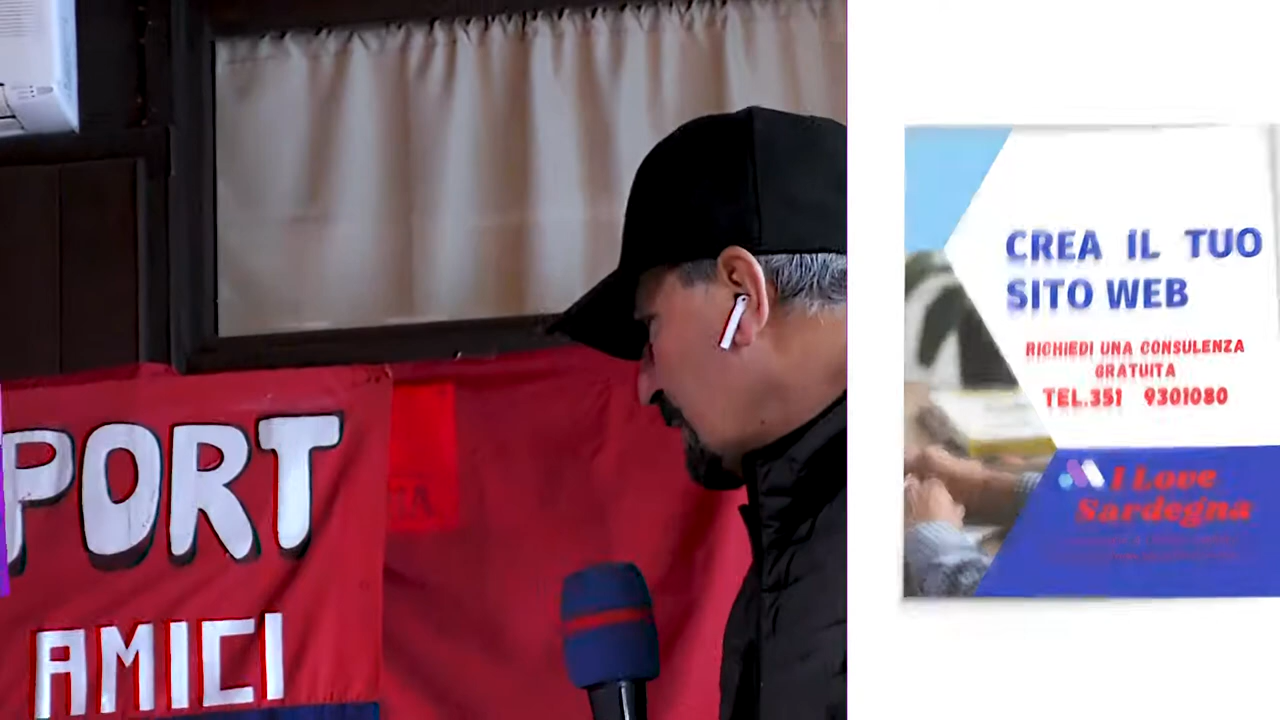 PORT
AMICI
CREA IL TUO
SITO WEB
RICHIEDI UNA CONSULENZA
GRATUITA
TEL.351 9301080
I Love
Sardegna